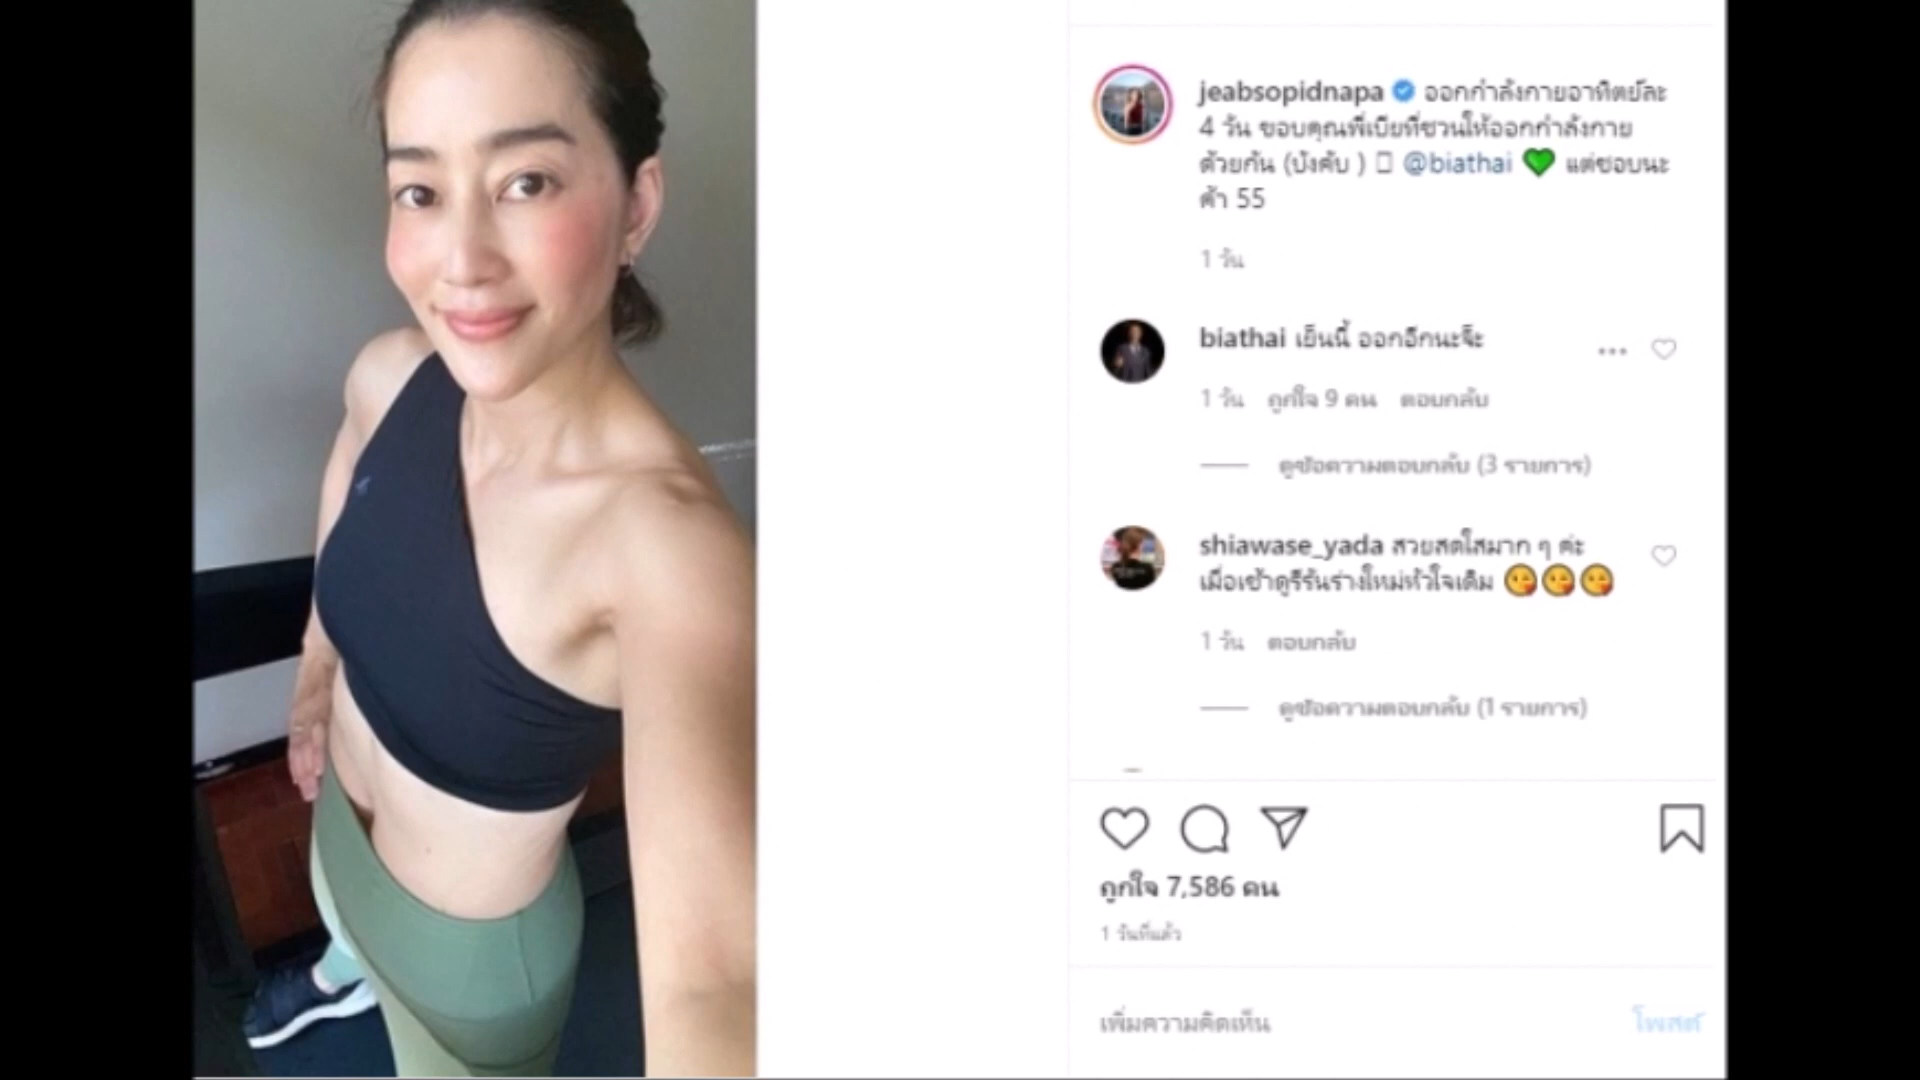 jeabsopidnapa ออกกำลังกายอาทิตย์ละ
4 วัน ขอบคุณพี่เบียที่ชวนให้ออกกำลังกาย
ด้วยกัน (บังคับ ) @biathai 💚 แต่ชอบนะ
ค้า 55
1 วัน
biathai เย็นนี้ ออกอีกนะจ๊ะ
1 วัน ถูกใจ 9 คน ตอบกลับ
ดูข้อความตอบกลับ (3 รายการ)
shiawase_yada สวยสดใสมาก ๆ ค่ะ
เมื่อเช้าดูรีรันร่างใหม่หัวใจเดิม 😋😋😋
1 วัน ตอบกลับ
ดูข้อความตอบกลับ (1 รายการ)
ถูกใจ 7,586 คน
1 วันที่แล้ว
เพิ่มความคิดเห็น
โพสต์